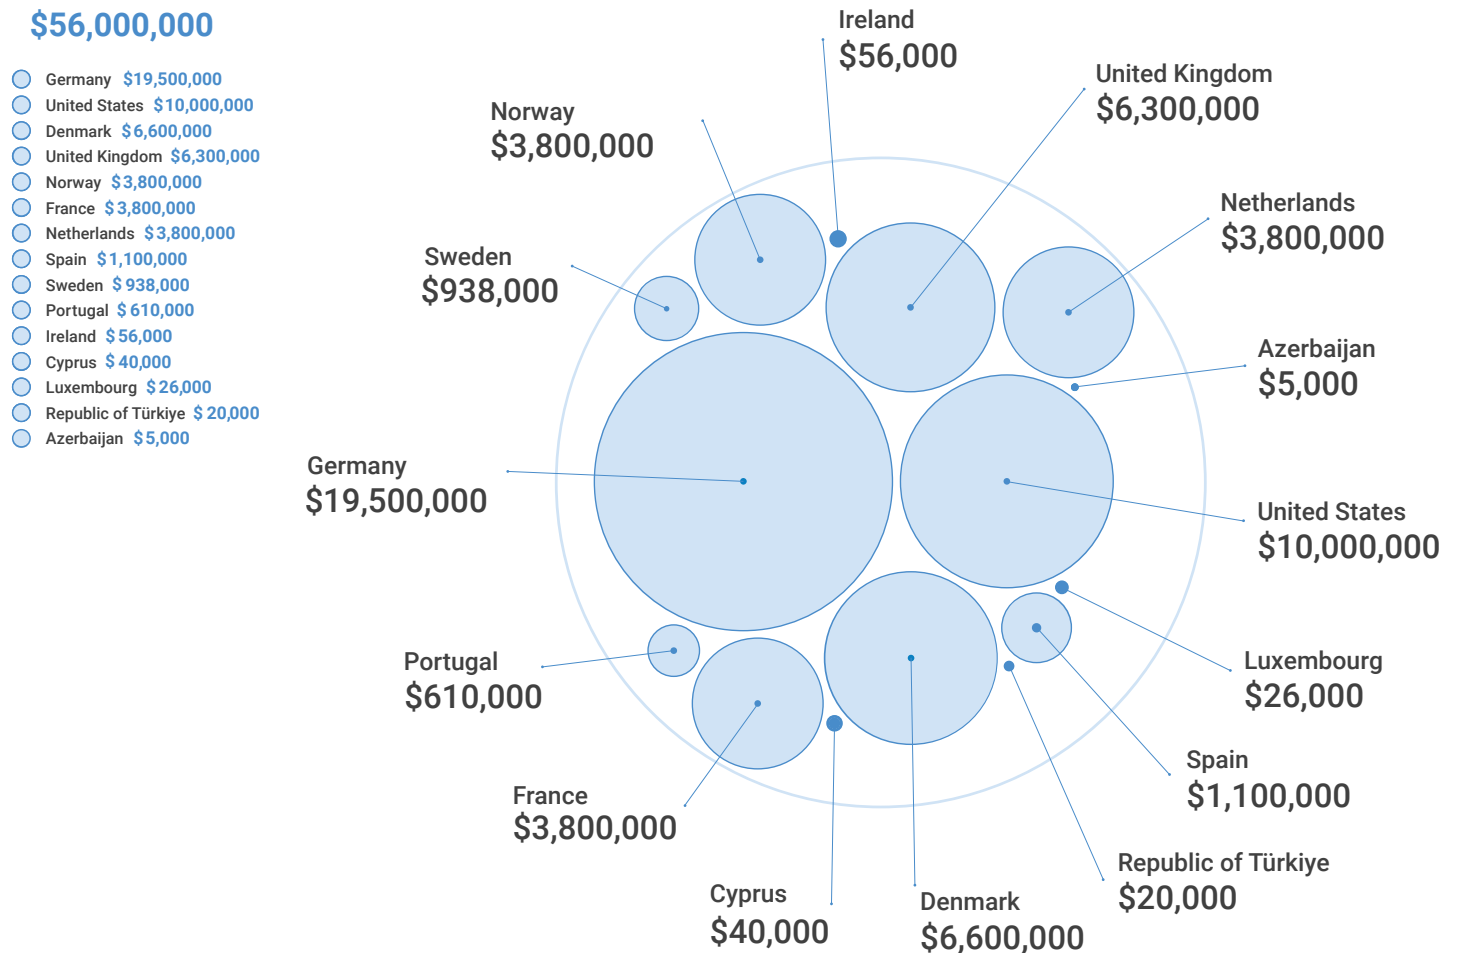 $56,000,000
Germany $19,500,000
United States $10,000,000
Denmark $6,600,000
United Kingdom $6,300,000
Norway $3,800,000
France $3,800,000
Netherlands $3,800,000
Spain $1,100,000
Sweden $938,000
Portugal $610,000
Ireland $56,000
Cyprus $40,000
Luxembourg $26,000
Republic of Türkiye $20,000
Azerbaijan $5,000
Ireland
$56,000
United Kingdom
$6,300,000
Norway
$3,800,000
Netherlands
$3,800,000
Sweden
$938,000
Azerbaijan
$5,000
Germany
$19,500,000
United States
$10,000,000
Portugal
$610,000
Luxembourg
$26,000
Spain
$1,100,000
France
$3,800,000
Republic of Türkiye
$20,000
Cyprus
$40,000
Denmark
$6,600,000